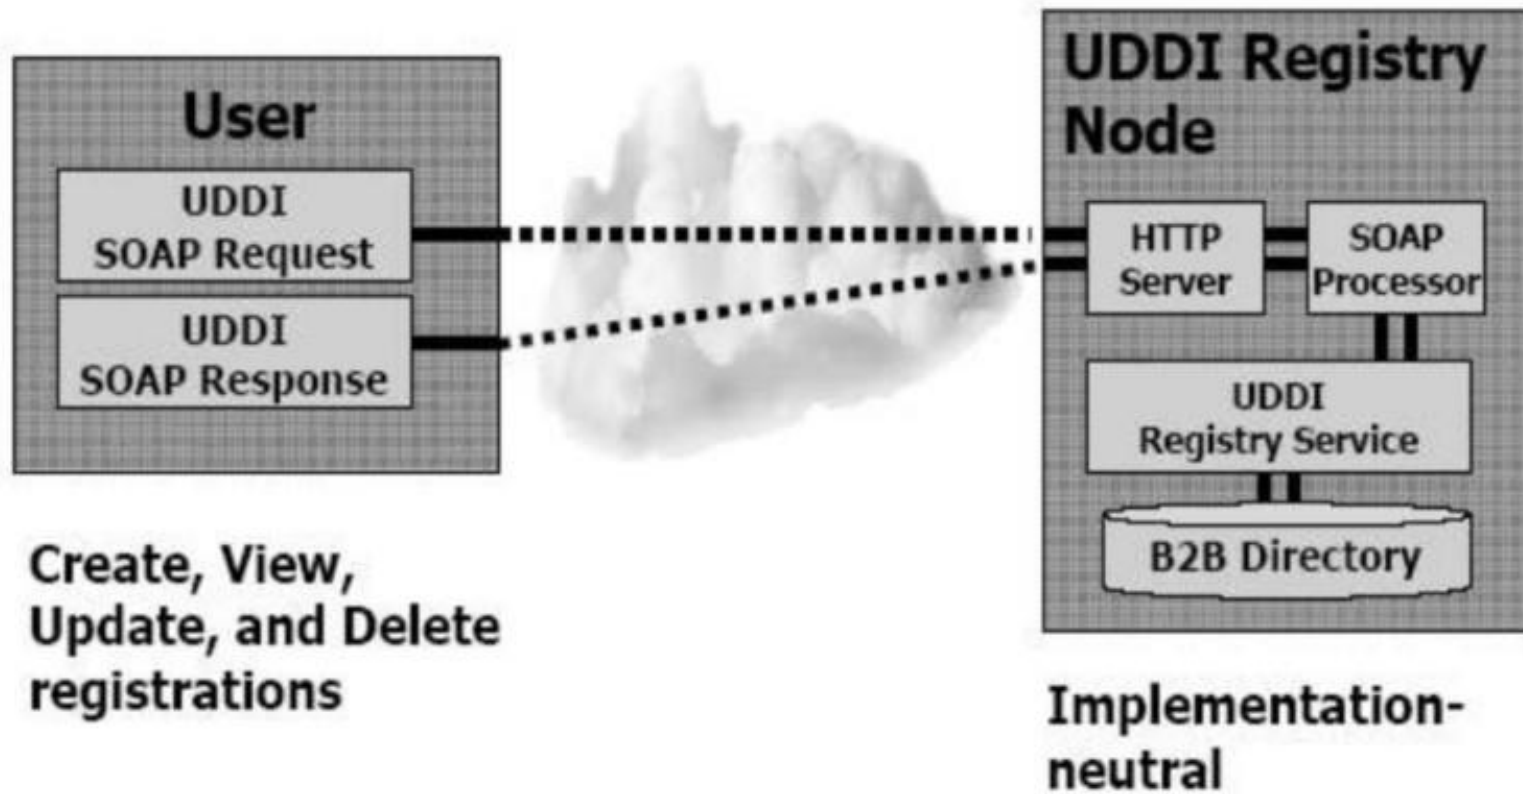 User
UDDI
SOAP Request
UDDI
SOAP Response
Create, View,
Update, and Delete
registrations
UDDI Registry
Node
HTTP
Server
SOAP
Processor
UDDI
Registry Service
B2B Directory
Implementation-
neutral